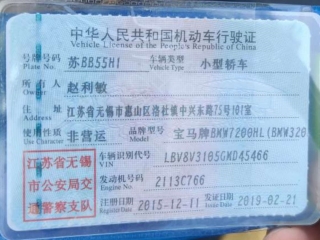 中华人民共和国机动车行驶证
Vehicle License of the People's Republic of China
号牌号码 苏BB55H1 车辆类型 小型轿车
Plate No. Vehicle Type
所有人 赵利敏
Owner
住址 江苏省无锡市惠山区洛社镇中兴东路75号101室
Address
使用性质 非营运 品牌型号 宝马牌BMW7200HL(BMW320
Use Character Model
江苏省无锡 车辆识别代号 LBV8V3105GKD45466
VIN
市公安局交 发动机号码 2113C766
Engine No.
通警察支队 注册日期 2015-12-11 发证日期 2019-02-21
Register Date Issue Date